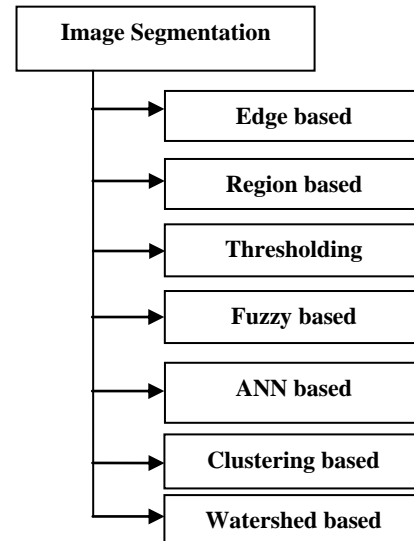 Image Segmentation
Edge based
Region based
Thresholding
Fuzzy based
ANN based
Clustering based
Watershed based